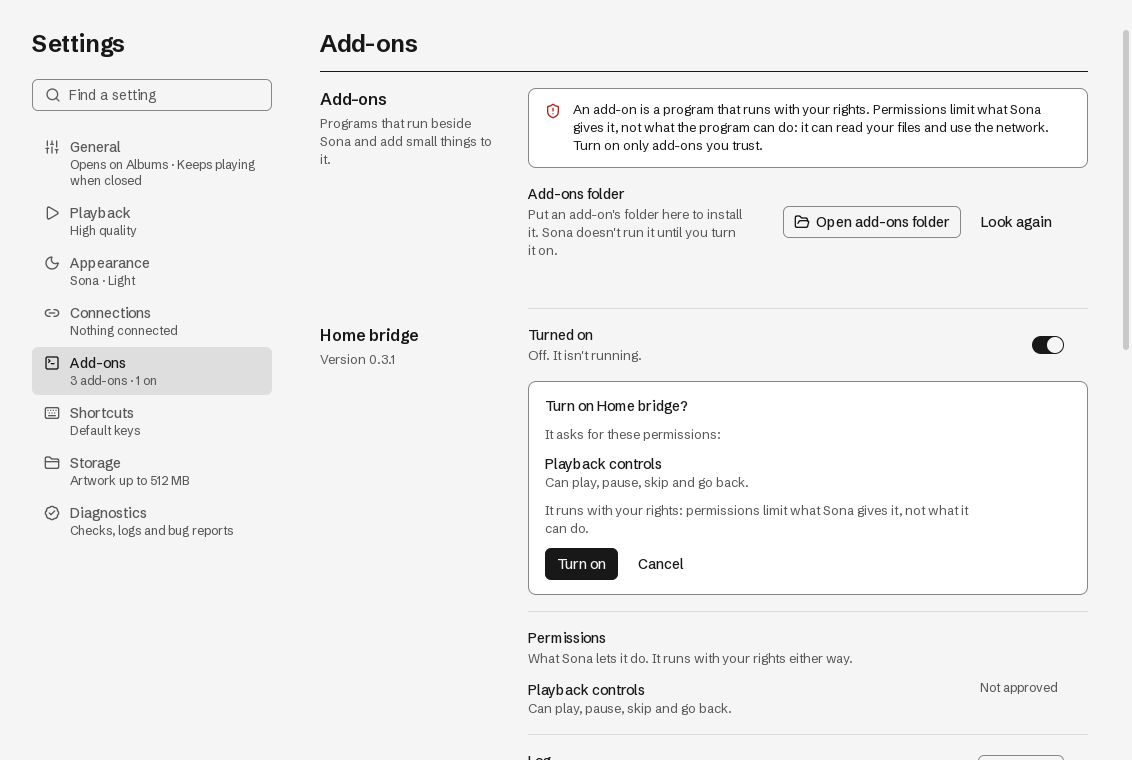 Settings
Find a setting
General
Opens on Albums · Keeps playing
when closed
Playback
High quality
Appearance
Sona · Light
Connections
Nothing connected
Add-ons
3 add-ons · 1 on
Shortcuts
Default keys
Storage
Artwork up to 512 MB
Diagnostics
Checks, logs and bug reports
Add-ons
Add-ons
Programs that run beside
Sona and add small things to
it.
An add-on is a program that runs with your rights. Permissions limit what Sona
gives it, not what the program can do: it can read your files and use the network.
Turn on only add-ons you trust.
Add-ons folder
Put an add-on's folder here to install
it. Sona doesn't run it until you turn
it on.
Open add-ons folder
Look again
Home bridge
Version 0.3.1
Turned on
Off. It isn't running.
Turn on Home bridge?
It asks for these permissions:
Playback controls
Can play, pause, skip and go back.
It runs with your rights: permissions limit what Sona gives it, not what it
can do.
Turn on
Cancel
Permissions
What Sona lets it do. It runs with your rights either way.
Playback controls
Can play, pause, skip and go back.
Not approved